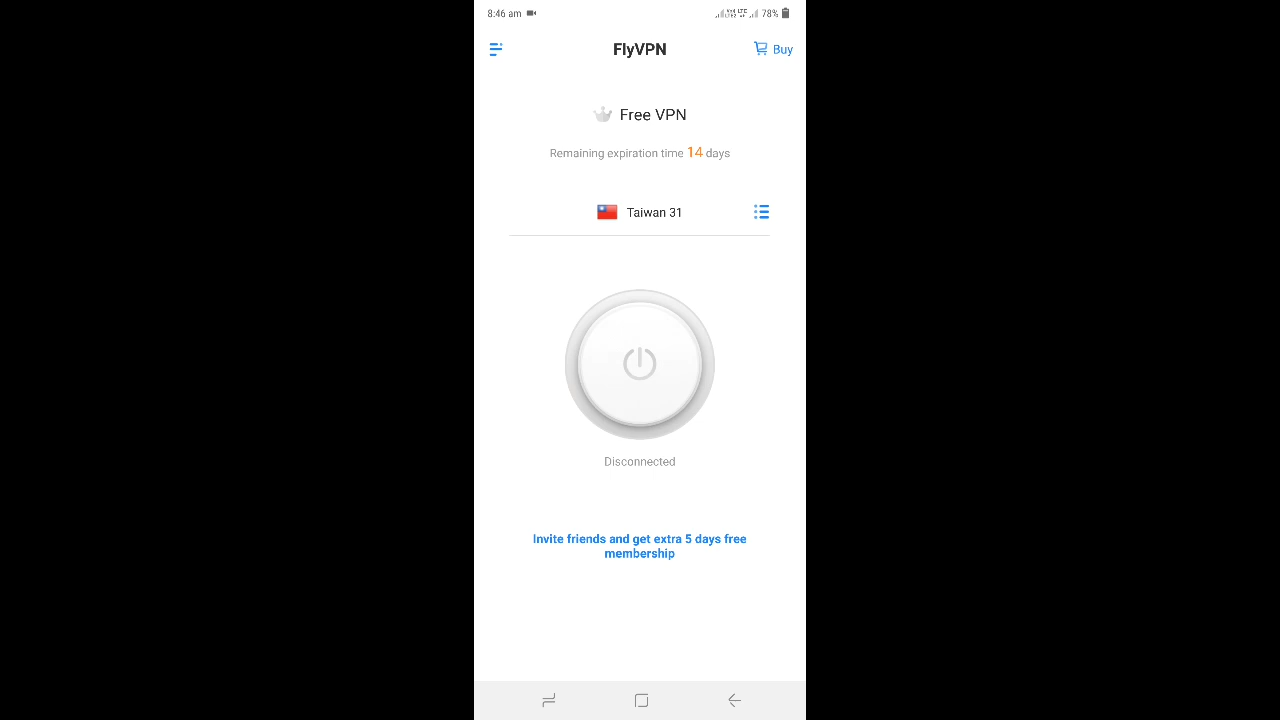 8:46 am
78%
FlyVPN
Buy
Free VPN
Remaining expiration time 14 days
Taiwan 31
Disconnected
Invite friends and get extra 5 days free
membership